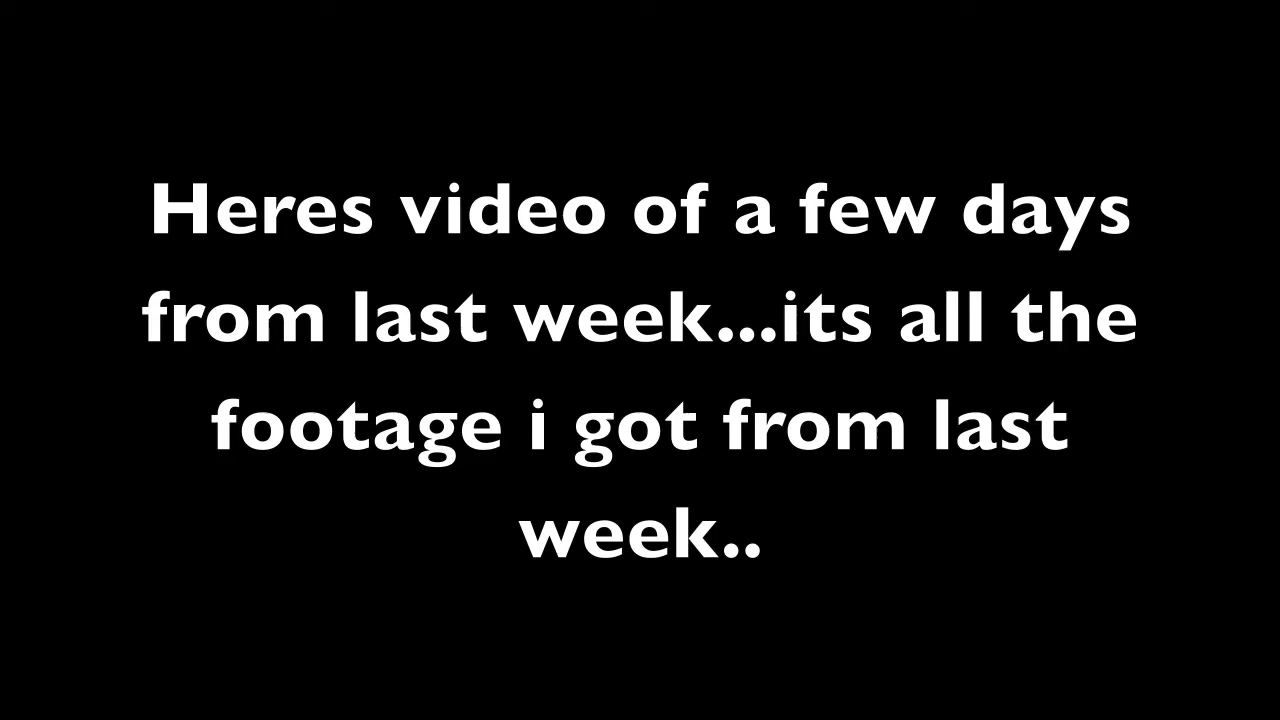 Heres video of a few days
from last week...its all the
footage i got from last
week..